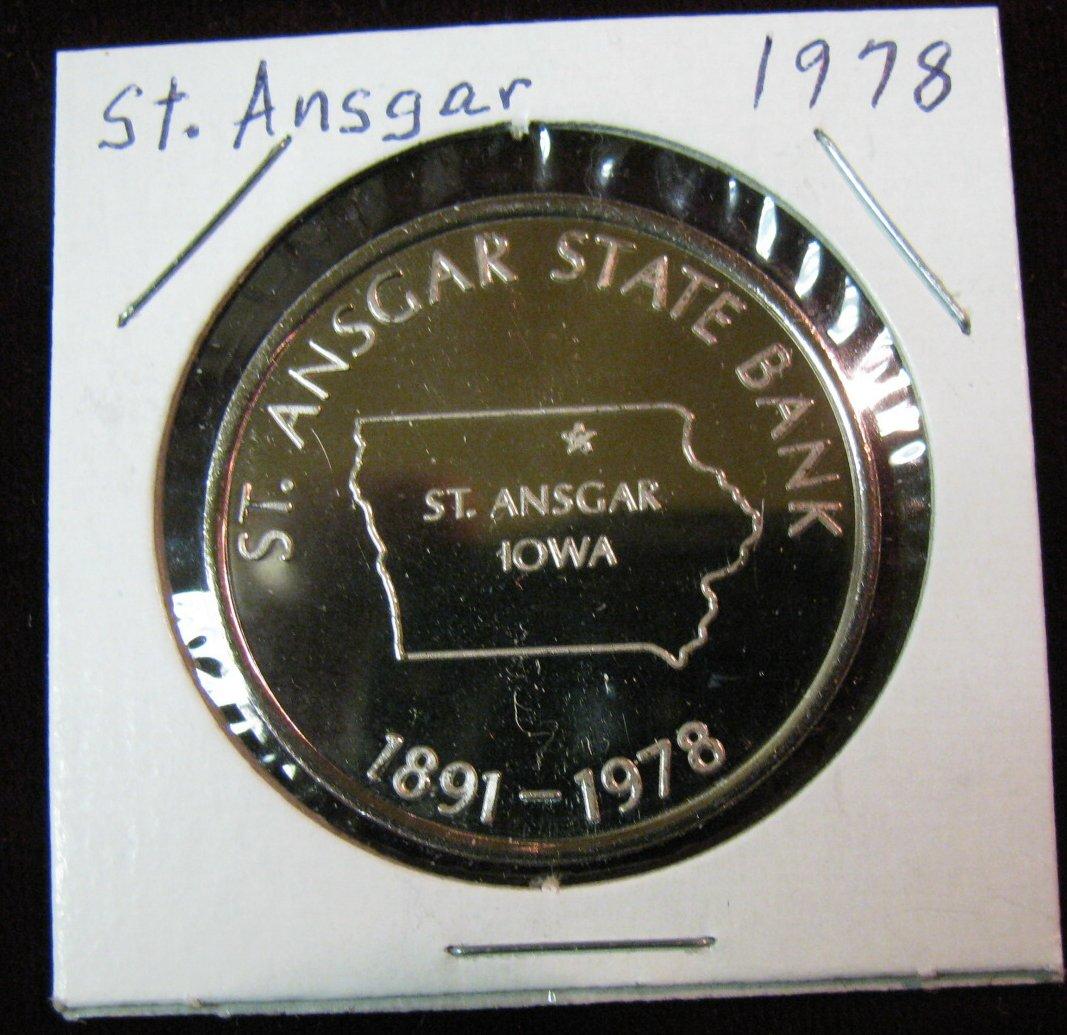 St. Ansgar 1978
ST. ANSGAR STATE BANK
ST. ANSGAR
IOWA
1891 – 1978